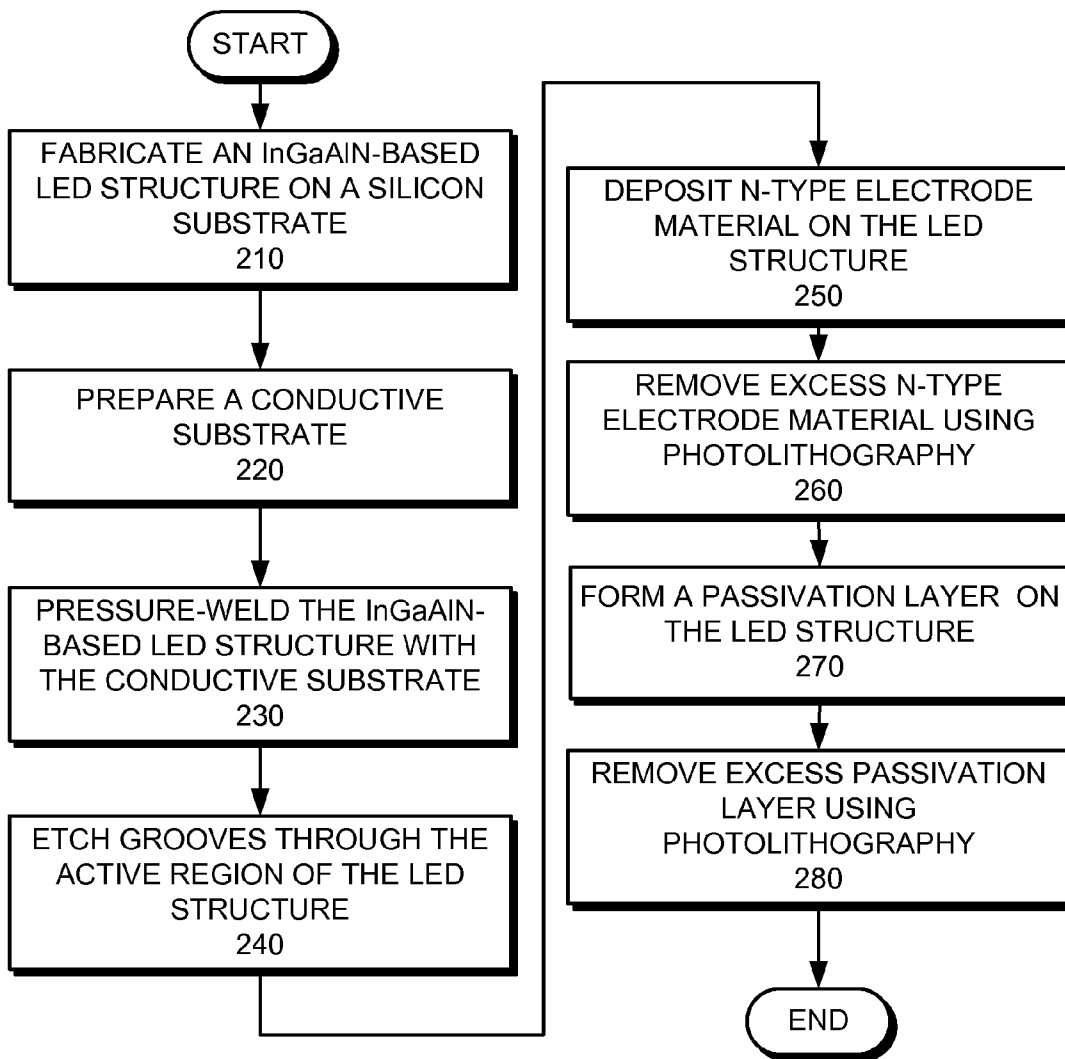 START
FABRICATE AN InGaAlN-BASED
LED STRUCTURE ON A SILICON
SUBSTRATE
210
PREPARE A CONDUCTIVE
SUBSTRATE
220
PRESSURE-WELD THE InGaAlN-
BASED LED STRUCTURE WITH
THE CONDUCTIVE SUBSTRATE
230
ETCH GROOVES THROUGH THE
ACTIVE REGION OF THE LED
STRUCTURE
240
DEPOSIT N-TYPE ELECTRODE
MATERIAL ON THE LED
STRUCTURE
250
REMOVE EXCESS N-TYPE
ELECTRODE MATERIAL USING
PHOTOLITHOGRAPHY
260
FORM A PASSIVATION LAYER ON
THE LED STRUCTURE
270
REMOVE EXCESS PASSIVATION
LAYER USING
PHOTOLITHOGRAPHY
280
END